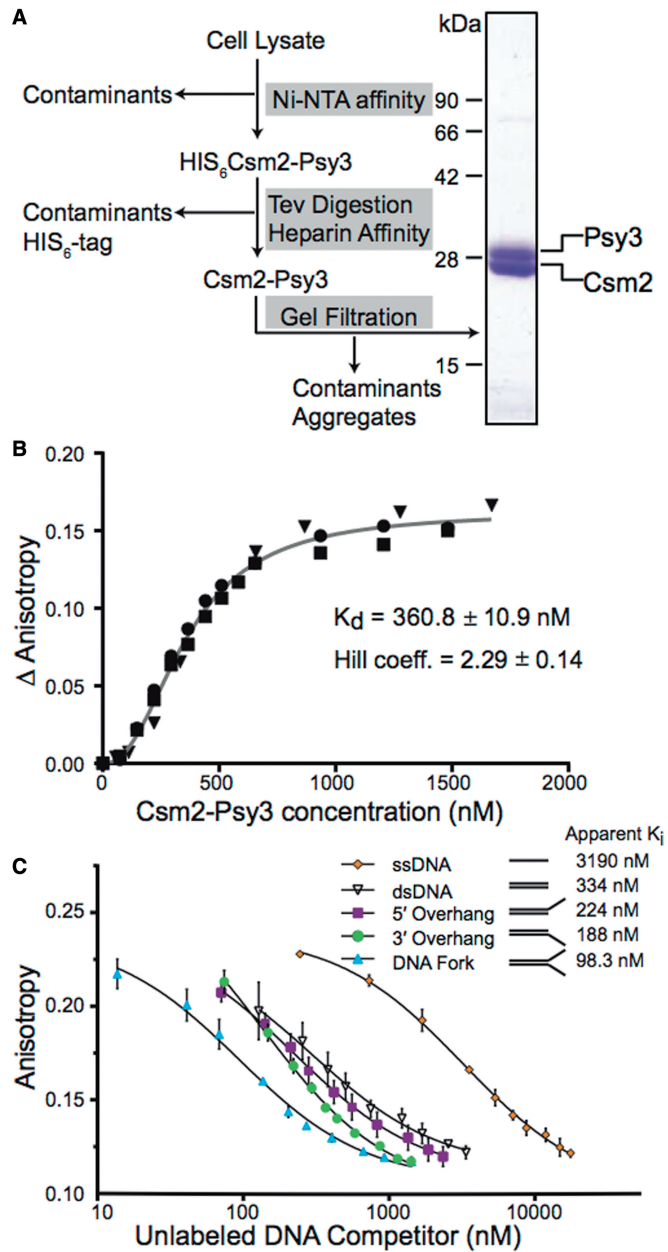 A
kDa
Cell Lysate
Contaminants
Ni-NTA affinity
90
66
HIS6Csm2-Psy3
42
Contaminants
HIS6-tag
Tev Digestion
Heparin Affinity
Psy3
28
Csm2-Psy3
Csm2
Gel Filtration
15
Contaminants
Aggregates
B
0.20
0.15
0.10
0.05
0.00
Δ Anisotropy
Kd = 360.8 ± 10.9 nM
Hill coeff. = 2.29 ± 0.14
0
500
1000
1500
2000
Csm2-Psy3 concentration (nM)
C
Apparent Ki
ssDNA
3190 nM
dsDNA
334 nM
5′ Overhang
224 nM
3′ Overhang
188 nM
DNA Fork
98.3 nM
0.25
0.20
0.15
0.10
Anisotropy
10
100
1000
10000
Unlabeled DNA Competitor (nM)